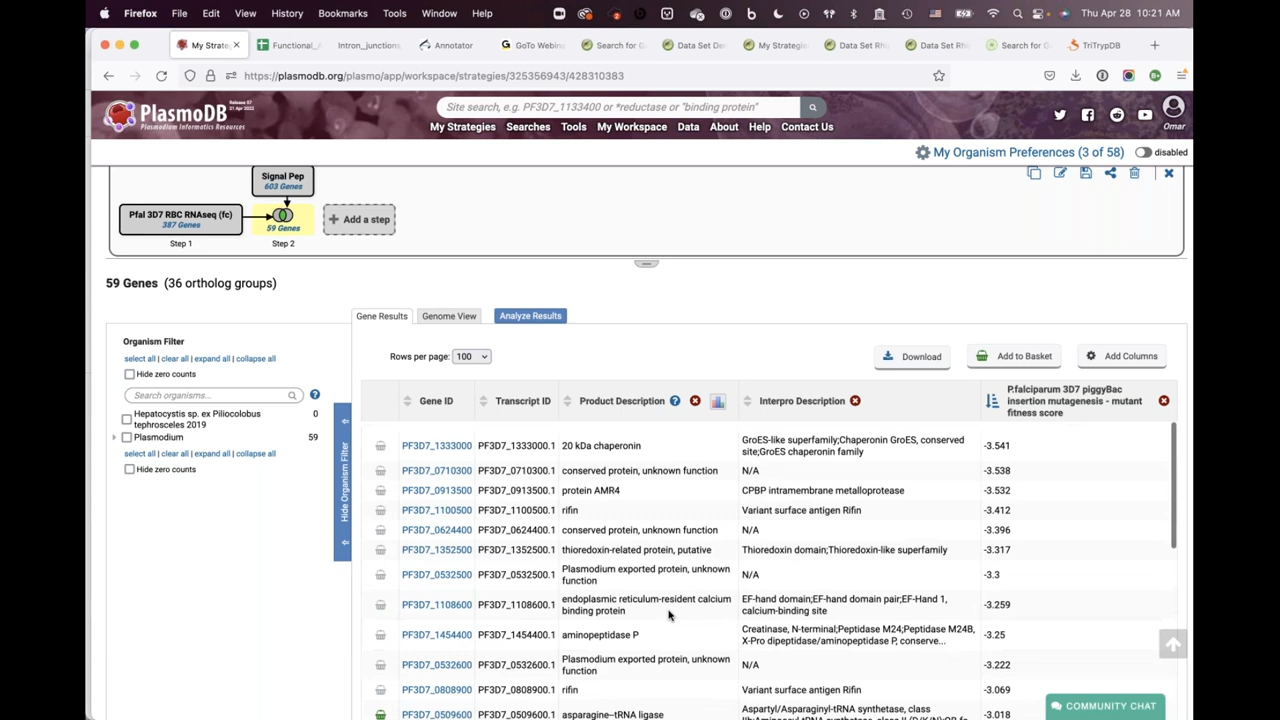 Firefox File Edit View History Bookmarks Tools Window Help Thu Apr 28 10:21 AM
My Strate Functional_ Intron_junctions Annotator GoTo Webin Search for G Data Set De My Strategi Data Set Rh Data Set Rh Search for G TriTrypDB
https://plasmodb.org/plasmo/app/workspace/strategies/325356943/428310383
PlasmoDB
Plasmodium Informatics Resources
Release 57
21 Apr 2022
Site search, e.g. PF3D7_1133400 or *reductase or "binding protein"
My Strategies Searches Tools My Workspace Data About Help Contact Us
Omar
My Organism Preferences (3 of 58) disabled
Signal Pep
603 Genes
Pfal 3D7 RBC RNAseq (fc)
387 Genes
59 Genes
Add a step
Step 1 Step 2
59 Genes (36 ortholog groups)
Gene Results Genome View Analyze Results
Organism Filter
select all | clear all | expand all | collapse all
Hide zero counts
Search organisms...
Hepatocystis sp. ex Piliocolobus tephrosceles 2019 0
Plasmodium 59
select all | clear all | expand all | collapse all
Hide zero counts
Hide Organism Filter
Rows per page: 100 Download Add to Basket Add Columns
Gene ID Transcript ID Product Description Interpro Description P.falciparum 3D7 piggyBac insertion mutagenesis - mutant fitness score
PF3D7_1333000 PF3D7_1333000.1 20 kDa chaperonin GroES-like superfamily;Chaperonin GroES, conserved site;GroES chaperonin family -3.541
PF3D7_0710300 PF3D7_0710300.1 conserved protein, unknown function N/A -3.538
PF3D7_0913500 PF3D7_0913500.1 protein AMR4 CPBP intramembrane metalloprotease -3.532
PF3D7_1100500 PF3D7_1100500.1 rifin Variant surface antigen Rifin -3.412
PF3D7_0624400 PF3D7_0624400.1 conserved protein, unknown function N/A -3.396
PF3D7_1352500 PF3D7_1352500.1 thioredoxin-related protein, putative Thioredoxin domain;Thioredoxin-like superfamily -3.317
PF3D7_0532500 PF3D7_0532500.1 Plasmodium exported protein, unknown function N/A -3.3
PF3D7_1108600 PF3D7_1108600.1 endoplasmic reticulum-resident calcium binding protein EF-hand domain;EF-hand domain pair;EF-Hand 1, calcium-binding site -3.259
PF3D7_1454400 PF3D7_1454400.1 aminopeptidase P Creatinase, N-terminal;Peptidase M24;Peptidase M24B, X-Pro dipeptidase/aminopeptidase P, conserve... -3.25
PF3D7_0532600 PF3D7_0532600.1 Plasmodium exported protein, unknown function N/A -3.222
PF3D7_0808900 PF3D7_0808900.1 rifin Variant surface antigen Rifin -3.069
PF3D7_0509600 PF3D7_0509600.1 asparagine–tRNA ligase Aspartyl/Asparaginyl-tRNA synthetase, class -3.018
COMMUNITY CHAT